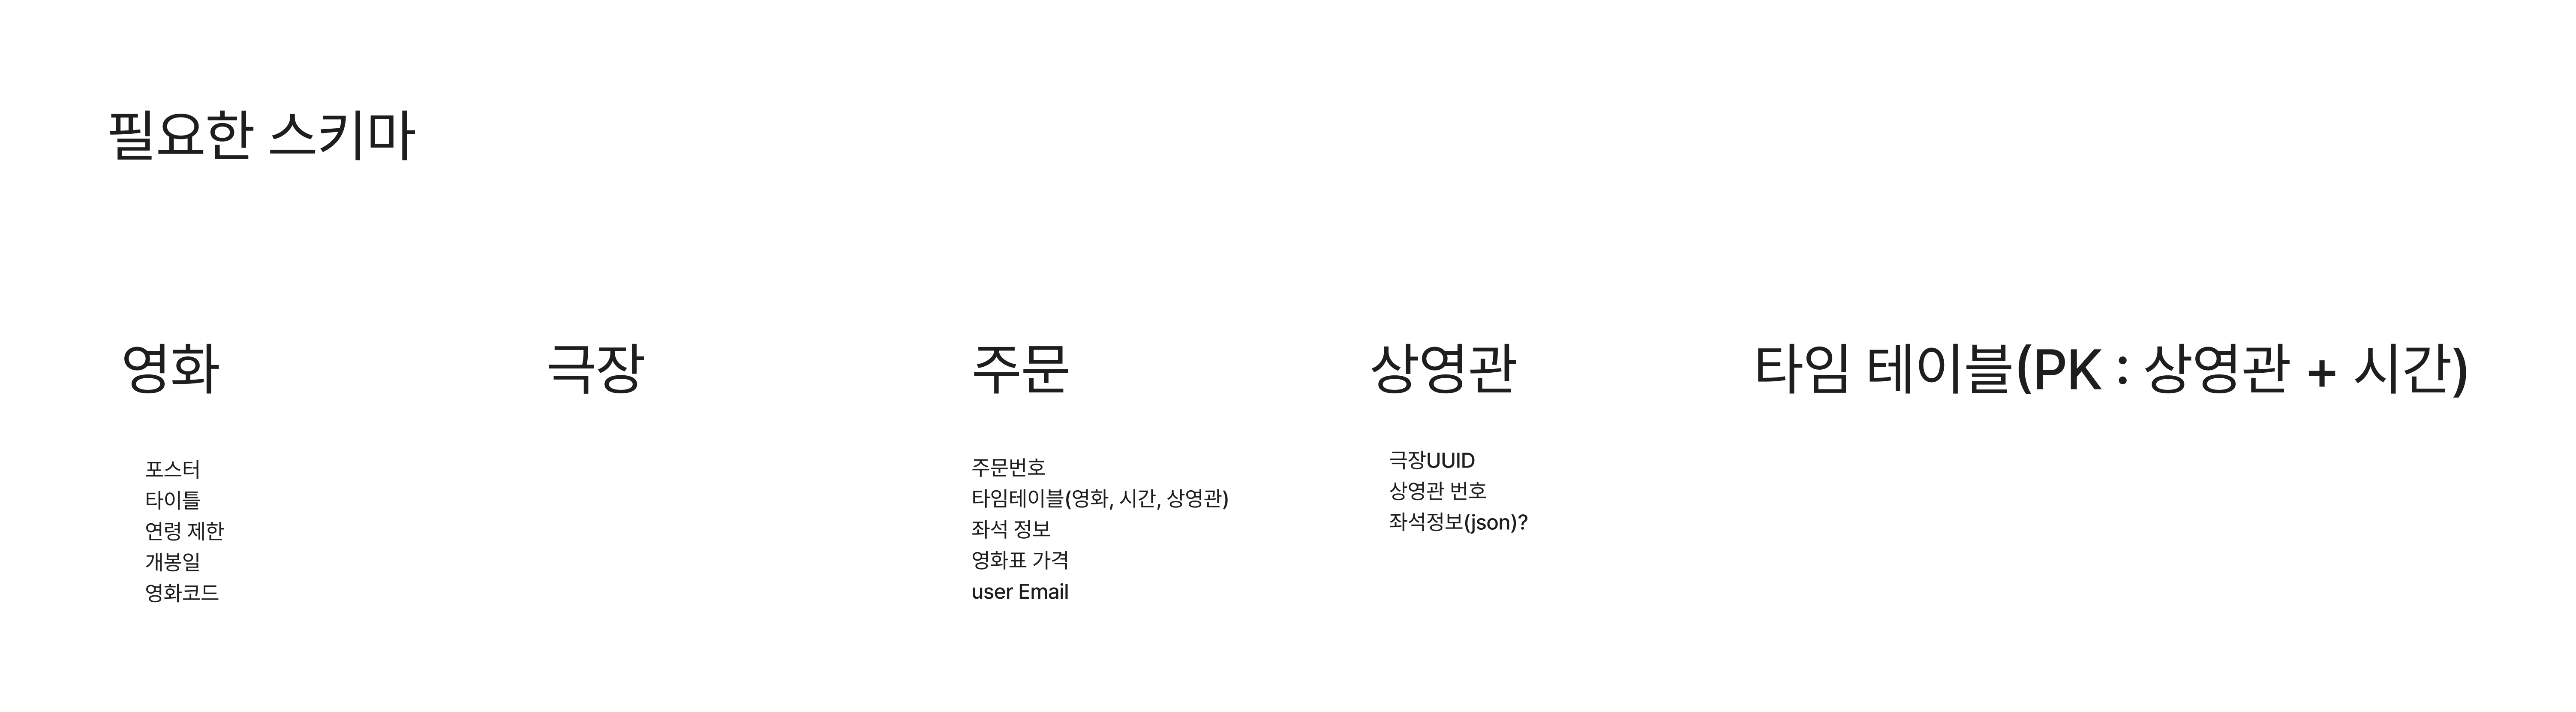 필요한 스키마
영화
포스터
타이틀
연령 제한
개봉일
영화코드
극장
주문
주문번호
타임테이블(영화, 시간, 상영관)
좌석 정보
영화표 가격
user Email
상영관
극장UUID
상영관 번호
좌석정보(json)?
타임 테이블(PK : 상영관 + 시간)